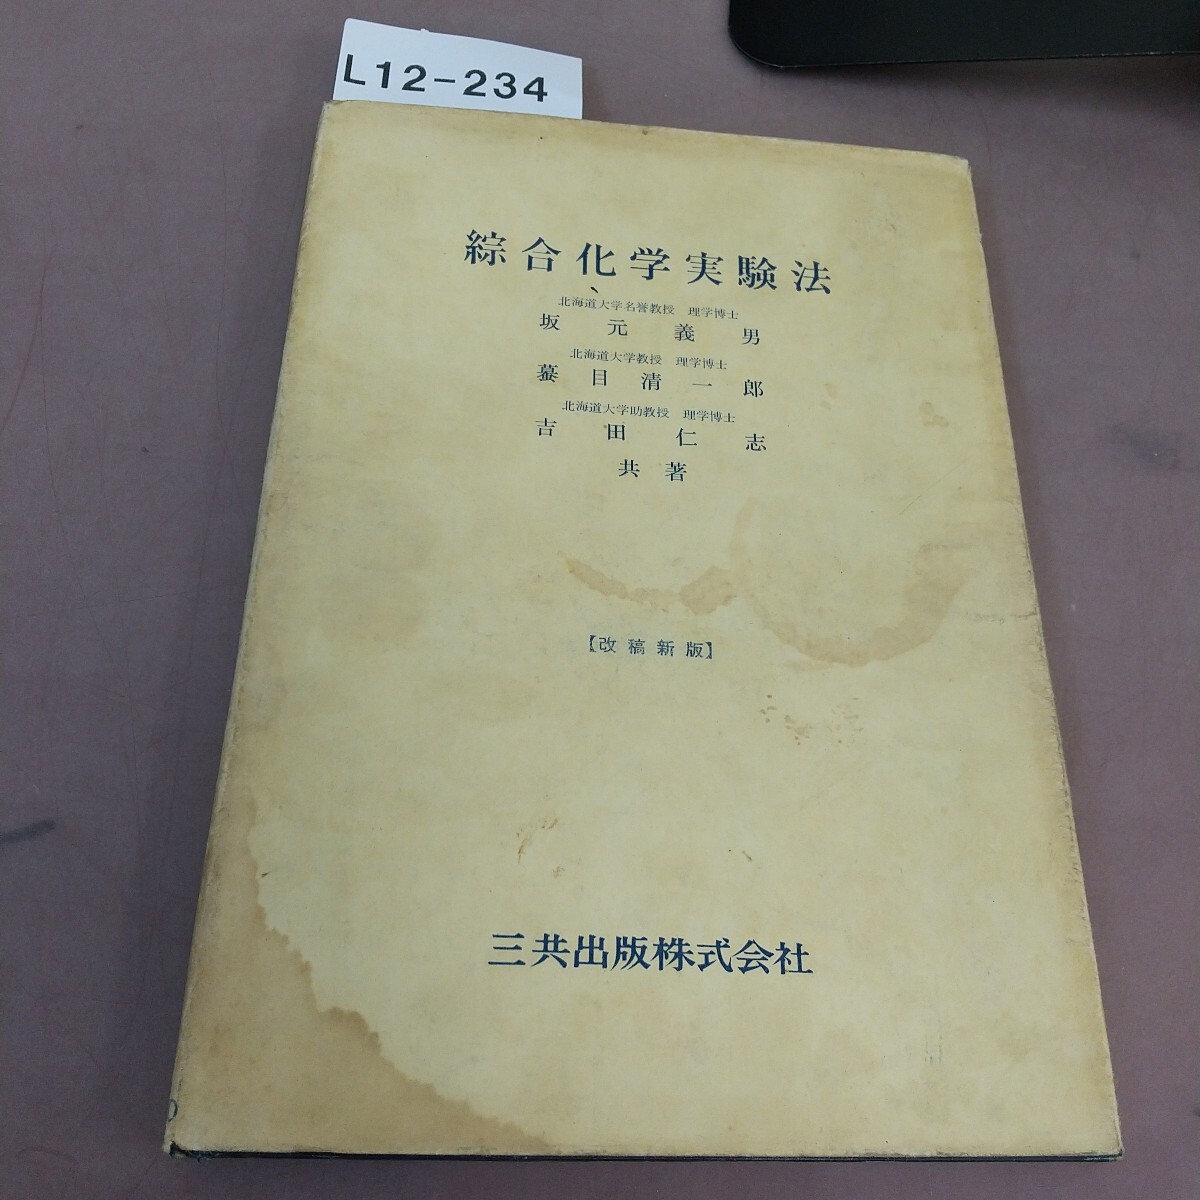 L12-234
綜合化学実験法
北海道大学名誉教授 理学博士
坂元義男
北海道大学教授 理学博士
蟇目清一郎
北海道大学助教授 理学博士
吉田仁志
共著
【改稿新版】
三共出版株式会社